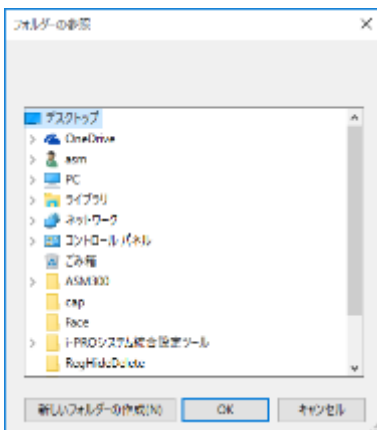 フォルダーの参照
デスクトップ
OneDrive
asm
PC
ライブラリ
ネットワーク
コントロール パネル
ごみ箱
ASM300
cap
Face
i-PROシステム統合設定ツール
RegHideDelete
新しいフォルダーの作成(N)
OK
キャンセル